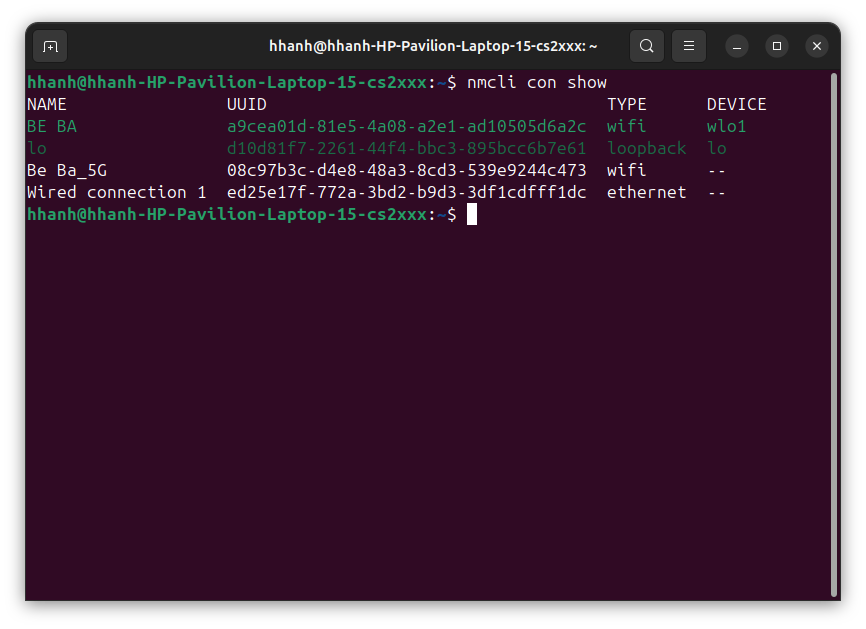 hhanh@hhanh-HP-Pavilion-Laptop-15-cs2xxx: ~
hhanh@hhanh-HP-Pavilion-Laptop-15-cs2xxx:~$ nmcli con show
NAME UUID TYPE DEVICE
BE BA a9cea01d-81e5-4a08-a2e1-ad10505d6a2c wifi wlo1
lo d10d81f7-2261-44f4-bbc3-895bcc6b7e61 loopback lo
Be Ba_5G 08c97b3c-d4e8-48a3-8cd3-539e9244c473 wifi --
Wired connection 1 ed25e17f-772a-3bd2-b9d3-3df1cdfff1dc ethernet --
hhanh@hhanh-HP-Pavilion-Laptop-15-cs2xxx:~$